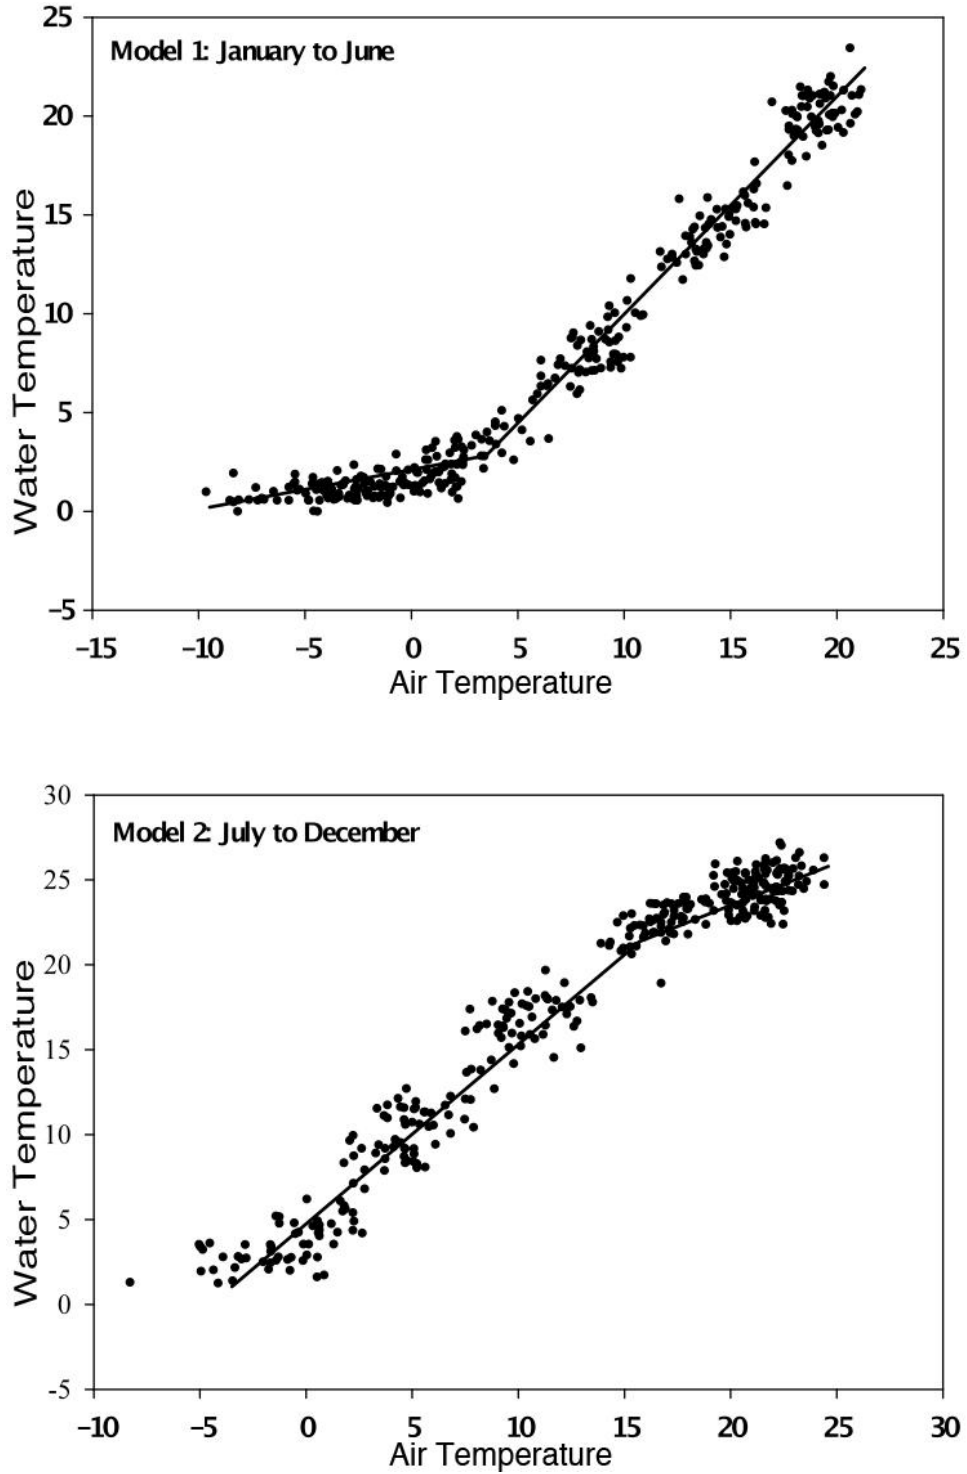 25
Model 1: January to June
20
15
10
5
0
−5
Water Temperature
−15 −10 −5 0 5 10 15 20 25
Air Temperature
30
Model 2: July to December
25
20
15
10
5
0
-5
Water Temperature
−10 −5 0 5 10 15 20 25 30
Air Temperature